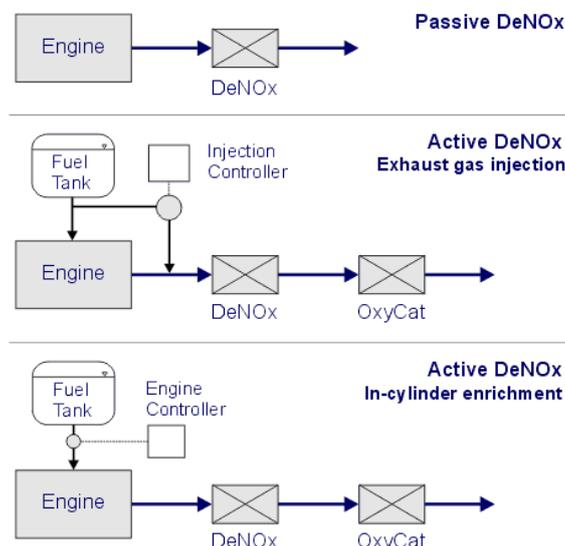 Passive DeNOx
Engine
DeNOx
Active DeNOx
Exhaust gas injection
Fuel
Tank
Injection
Controller
Engine
DeNOx
OxyCat
Active DeNOx
In-cylinder enrichment
Fuel
Tank
Engine
Controller
Engine
DeNOx
OxyCat